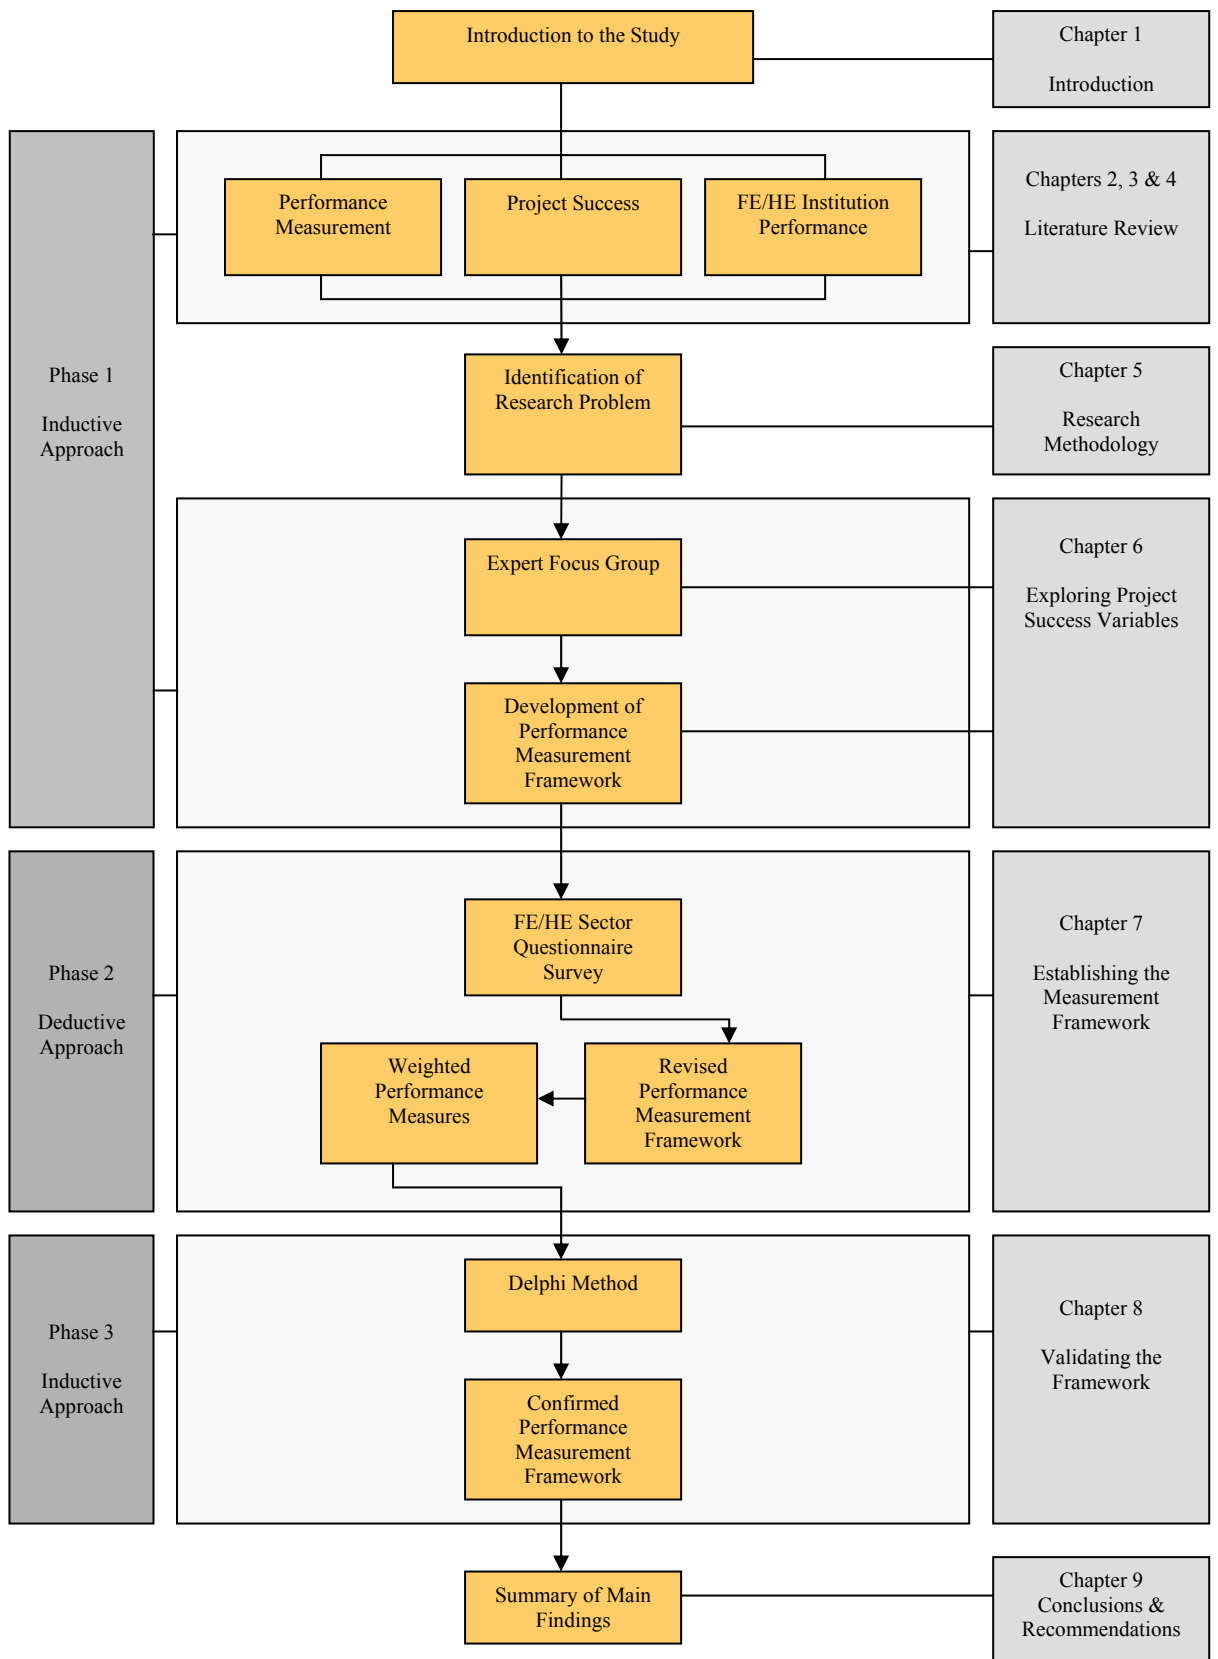 Introduction to the Study
Chapter 1
Introduction
Performance
Measurement
Project Success
FE/HE Institution
Performance
Chapters 2, 3 & 4
Literature Review
Phase 1
Inductive
Approach
Identification of
Research Problem
Chapter 5
Research
Methodology
Expert Focus Group
Development of
Performance
Measurement
Framework
Chapter 6
Exploring Project
Success Variables
Phase 2
Deductive
Approach
FE/HE Sector
Questionnaire
Survey
Weighted
Performance
Measures
Revised
Performance
Measurement
Framework
Chapter 7
Establishing the
Measurement
Framework
Phase 3
Inductive
Approach
Delphi Method
Confirmed
Performance
Measurement
Framework
Chapter 8
Validating the
Framework
Summary of Main
Findings
Chapter 9
Conclusions &
Recommendations